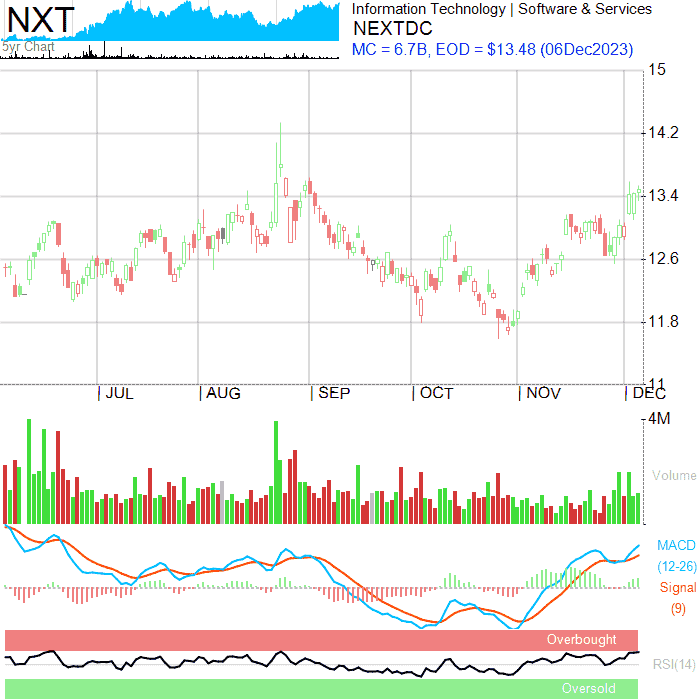 NXT
5yr Chart
Information Technology | Software & Services
NEXTDC
MC = 6.7B, EOD = $13.48 (06Dec2023)
15
14.2
13.4
12.6
11.8
11
| JUL | AUG | SEP | OCT | NOV | DEC
4M
Volume
MACD
(12-26)
Signal
(9)
Overbought
RSI(14)
Oversold